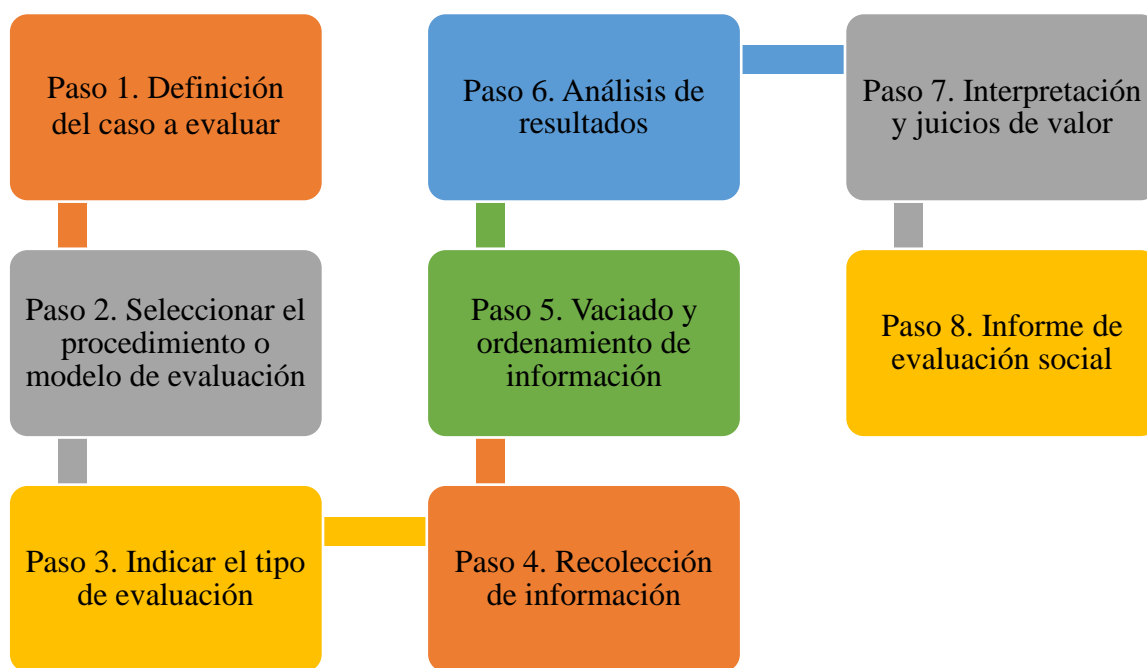 Paso 1. Definición
del caso a evaluar
Paso 2. Seleccionar el
procedimiento o
modelo de evaluación
Paso 3. Indicar el tipo
de evaluación
Paso 4. Recolección
de información
Paso 5. Vaciado y
ordenamiento de
información
Paso 6. Análisis de
resultados
Paso 7. Interpretación
y juicios de valor
Paso 8. Informe de
evaluación social